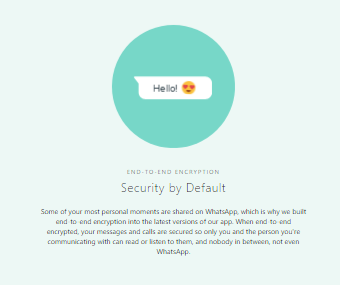 Hello! 😍
END-TO-END ENCRYPTION
Security by Default
Some of your most personal moments are shared on WhatsApp, which is why we built
end-to-end encryption into the latest versions of our app. When end-to-end
encrypted, your messages and calls are secured so only you and the person you're
communicating with can read or listen to them, and nobody in between, not even
WhatsApp.